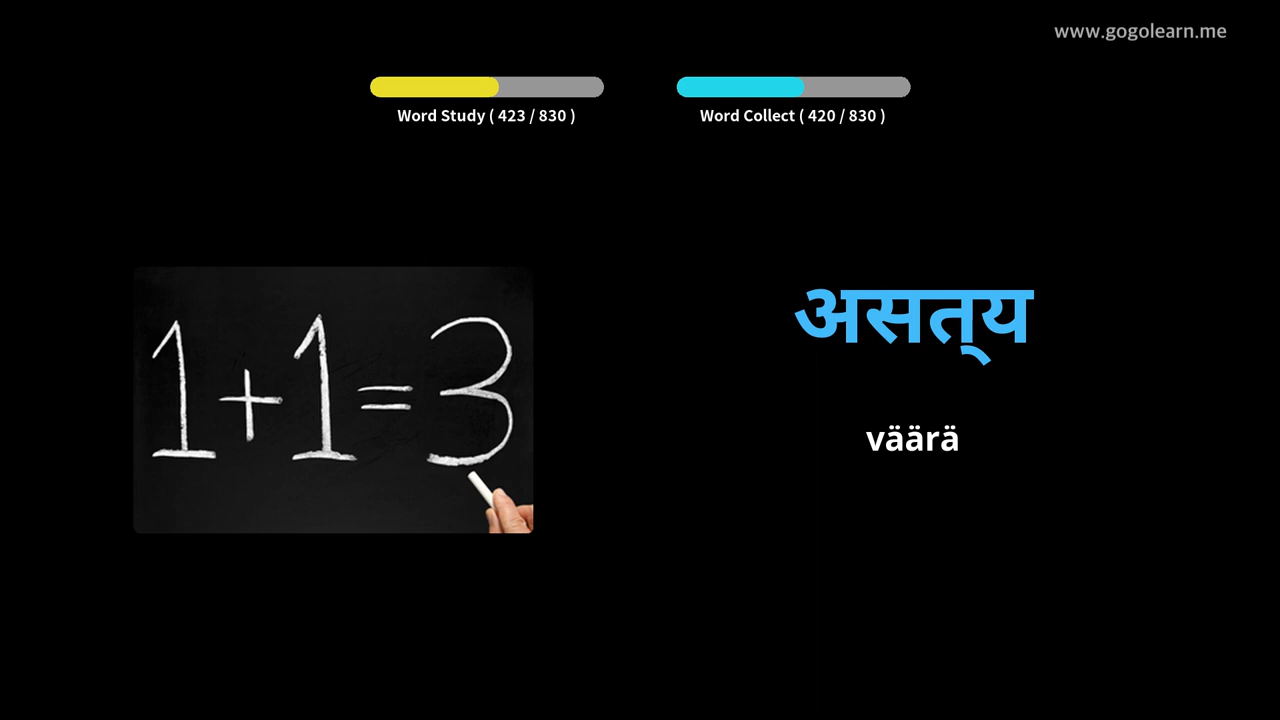 www.gogolearn.me
Word Study ( 423 / 830 )
Word Collect ( 420 / 830 )
1+1=3
असत्य
väärä